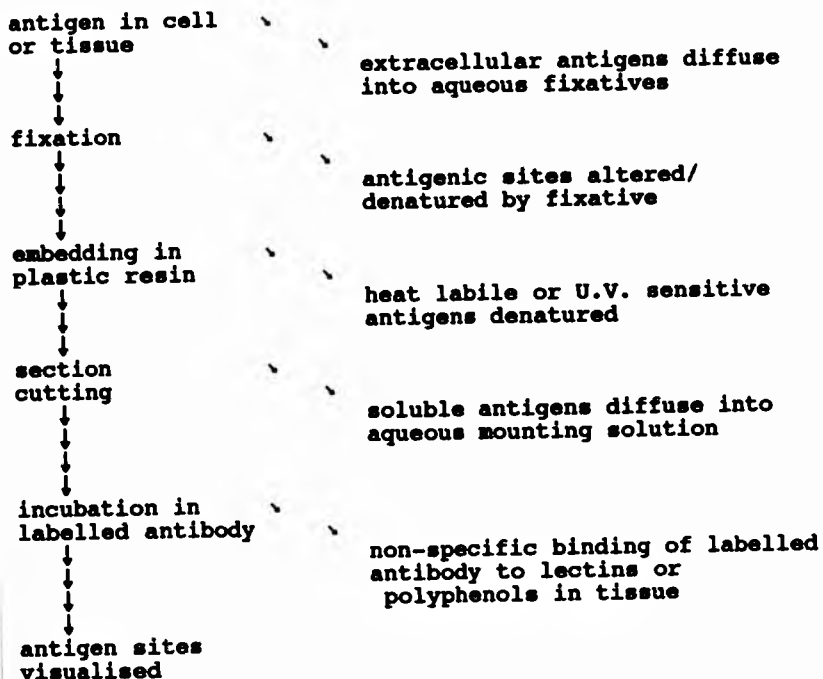 antigen in cell
or tissue
extracellular antigens diffuse
into aqueous fixatives
fixation
antigenic sites altered/
denatured by fixative
embedding in
plastic resin
heat labile or U.V. sensitive
antigens denatured
section
cutting
soluble antigens diffuse into
aqueous mounting solution
incubation in
labelled antibody
non-specific binding of labelled
antibody to lectins or
polyphenols in tissue
antigen sites
visualised